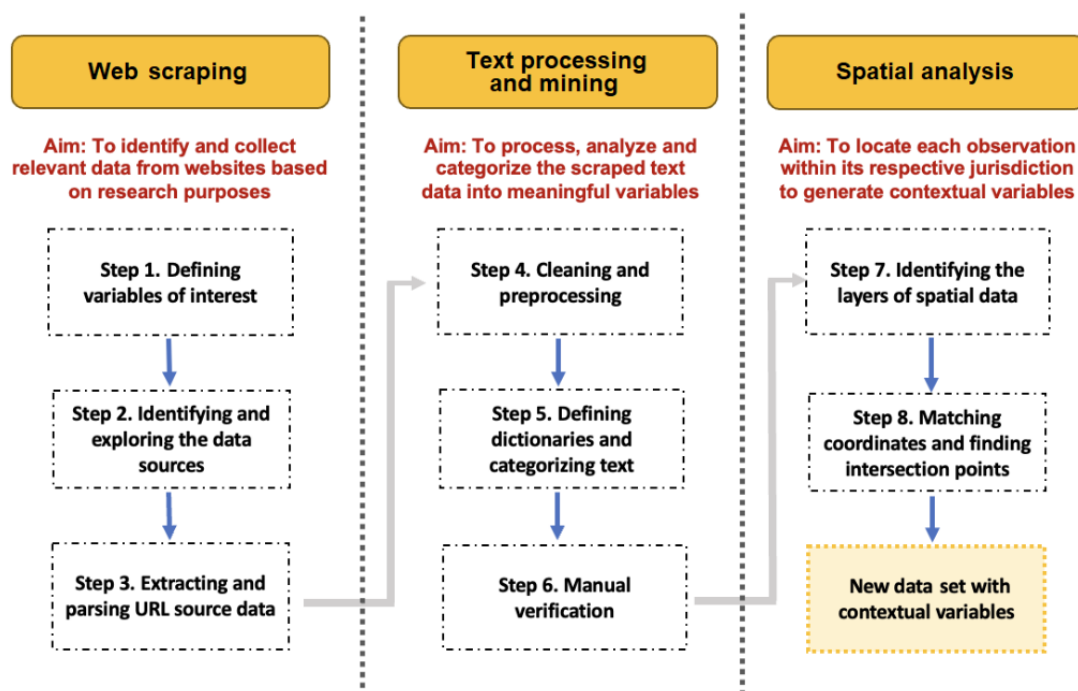 Web scraping
Aim: To identify and collect
relevant data from websites based
on research purposes
Step 1. Defining
variables of interest
Step 2. Identifying and
exploring the data
sources
Step 3. Extracting and
parsing URL source data
Text processing
and mining
Aim: To process, analyze and
categorize the scraped text
data into meaningful variables
Step 4. Cleaning and
preprocessing
Step 5. Defining
dictionaries and
categorizing text
Step 6. Manual
verification
Spatial analysis
Aim: To locate each observation
within its respective jurisdiction
to generate contextual variables
Step 7. Identifying the
layers of spatial data
Step 8. Matching
coordinates and finding
intersection points
New data set with
contextual variables